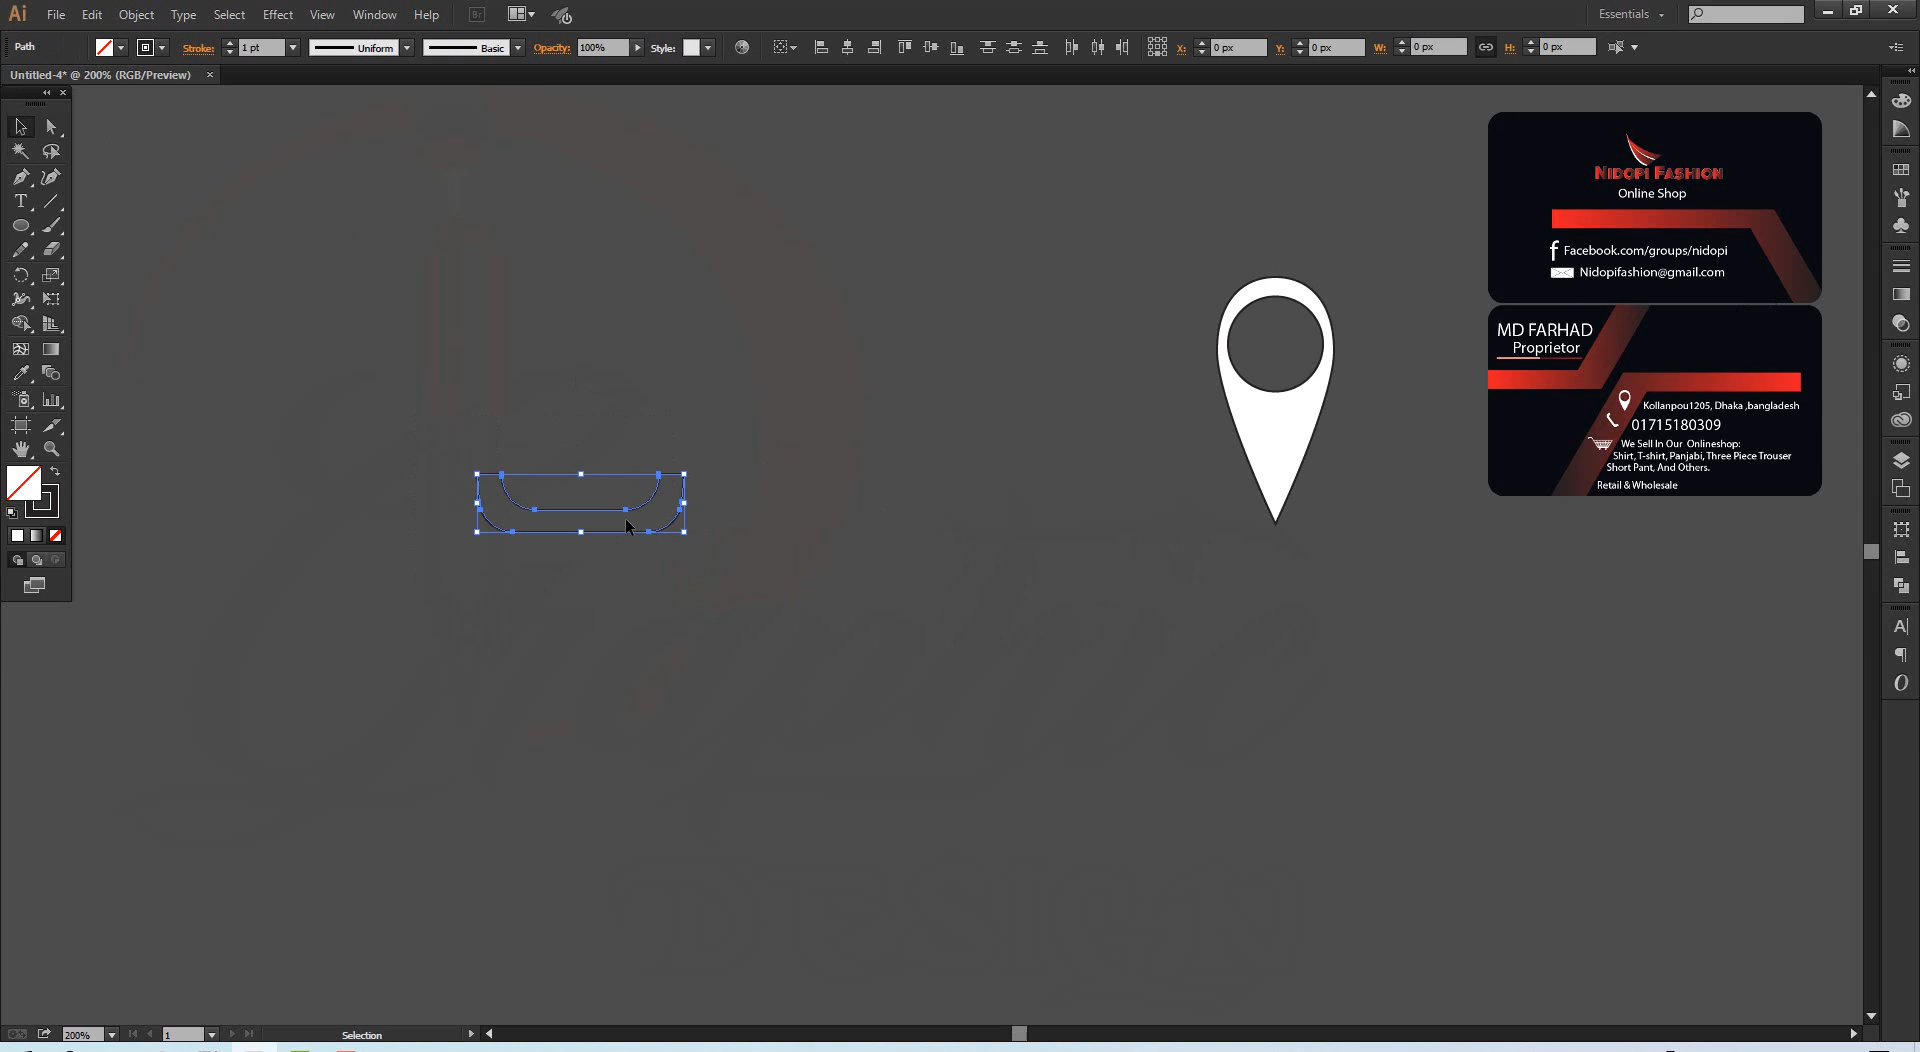 Ai File Edit Object Type Select Effect View Window Help Br Essentials
Path Stroke: 1 pt Uniform Basic Opacity: 100% Style: X: 0 px Y: 0 px W: 0 px H: 0 px
Untitled-4* @ 200% (RGB/Preview)
NIDOPI FASHION
Online Shop
Facebook.com/groups/nidopi
Nidopifashion@gmail.com
MD FARHAD
Proprietor
Kollanpou1205, Dhaka ,bangladesh
01715180309
We Sell In Our Onlineshop:
Shirt, T-shirt, Panjabi, Three Piece Trouser
Short Pant, And Others.
Retail & Wholesale
200% 1 Selection